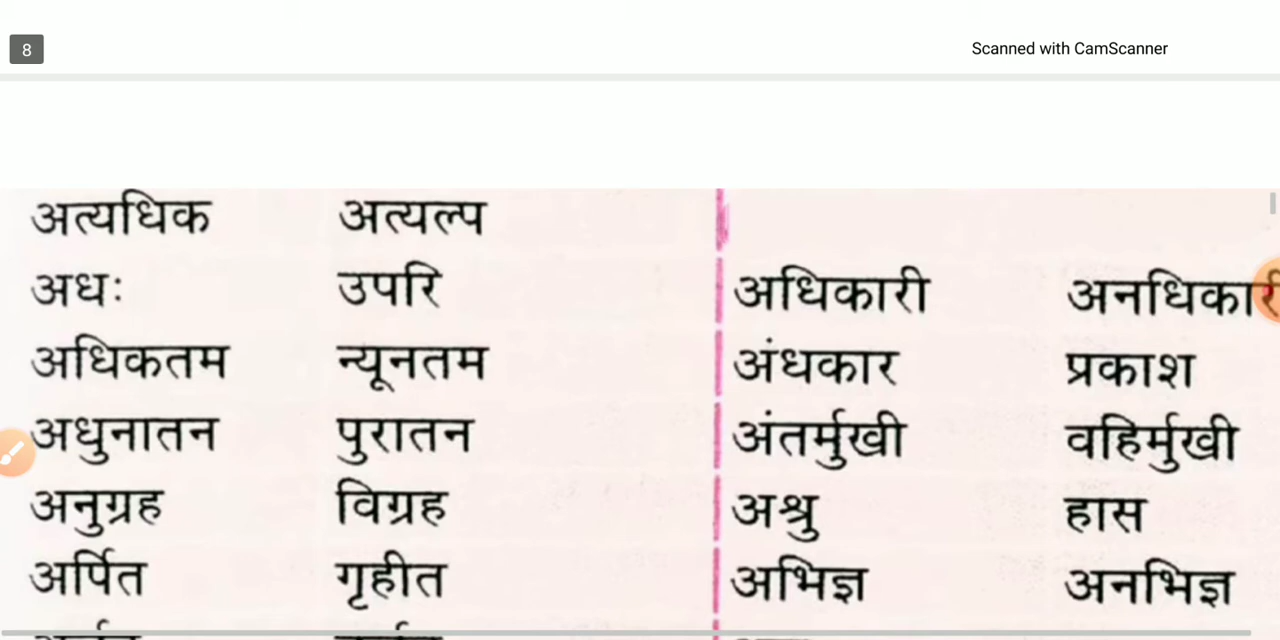 8
Scanned with CamScanner
अत्यधिक अत्यल्प
अधः उपरि
अधिकतम न्यूनतम
अधुनातन पुरातन
अनुग्रह विग्रह
अर्पित गृहीत
अधिकारी अनधिकारी
अंधकार प्रकाश
अंतर्मुखी वहिर्मुखी
अश्रु हास
अभिज्ञ अनभिज्ञ